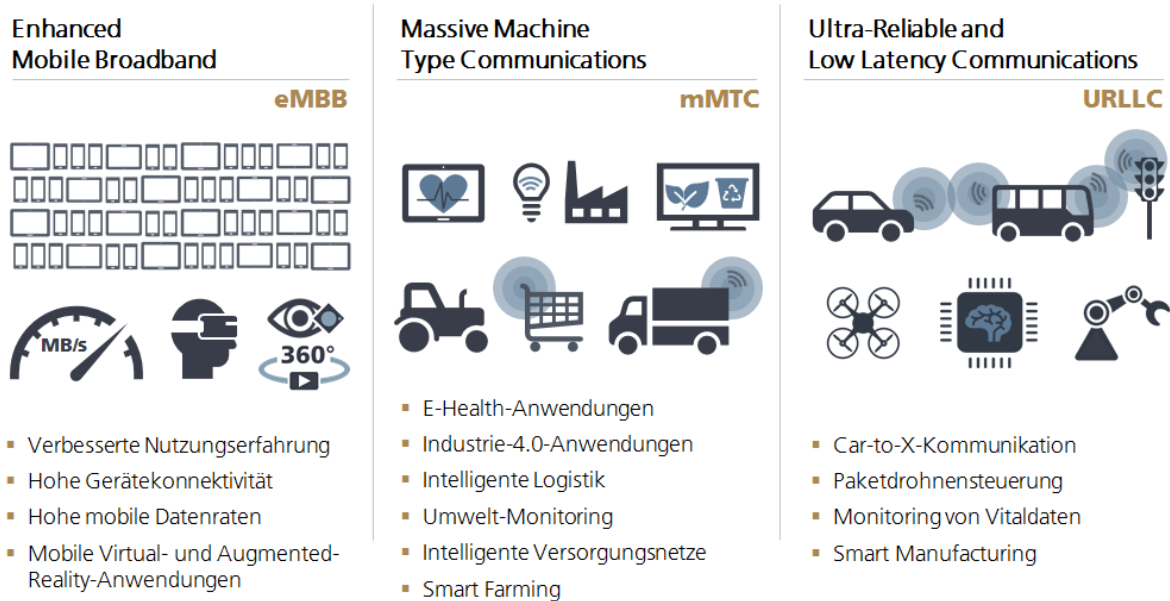 Enhanced
Mobile Broadband
eMBB
MB/s
360°
▪ Verbesserte Nutzungserfahrung
▪ Hohe Gerätekonnektivität
▪ Hohe mobile Datenraten
▪ Mobile Virtual- und Augmented-
Reality-Anwendungen
Massive Machine
Type Communications
mMTC
▪ E-Health-Anwendungen
▪ Industrie-4.0-Anwendungen
▪ Intelligente Logistik
▪ Umwelt-Monitoring
▪ Intelligente Versorgungsnetze
▪ Smart Farming
Ultra-Reliable and
Low Latency Communications
URLLC
▪ Car-to-X-Kommunikation
▪ Paketdrohnensteuerung
▪ Monitoring von Vitaldaten
▪ Smart Manufacturing